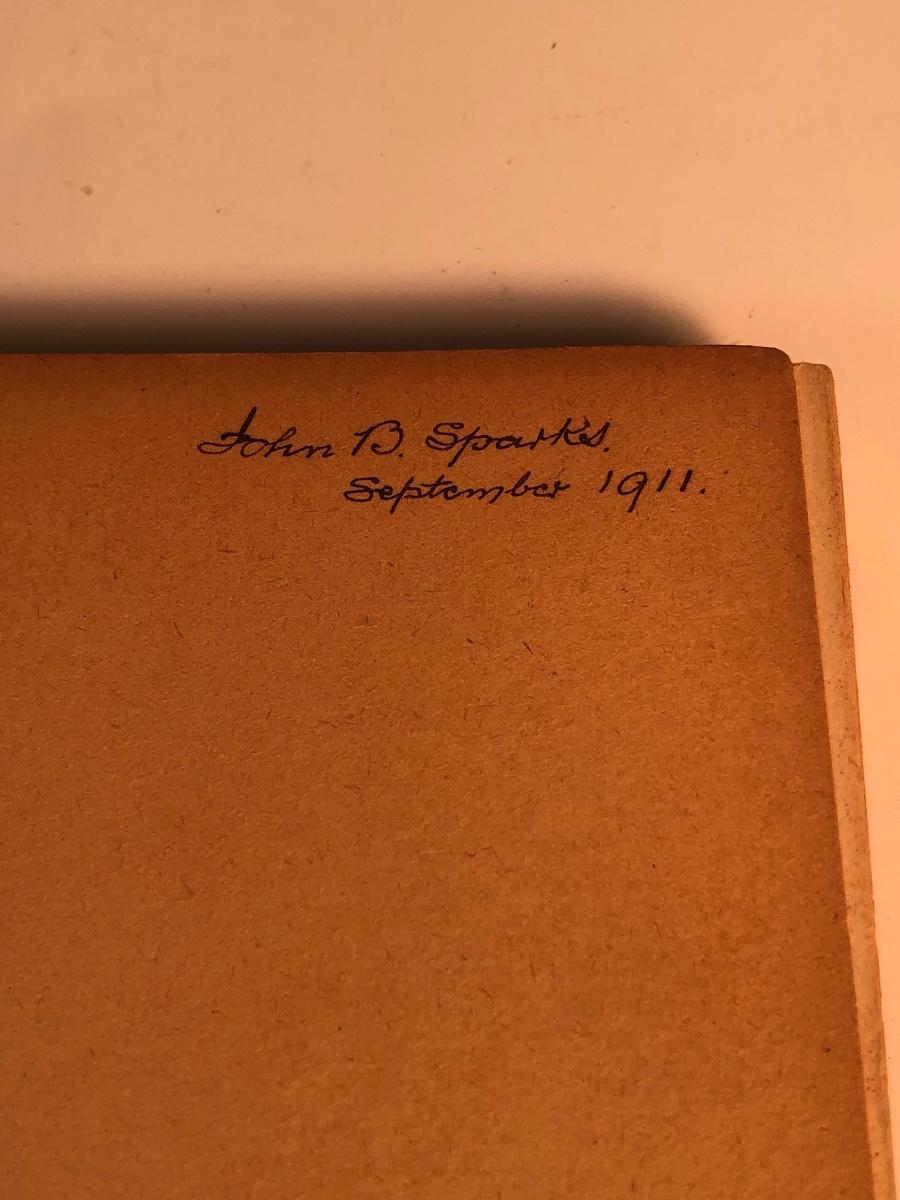 John B. Sparks.
September 1911.